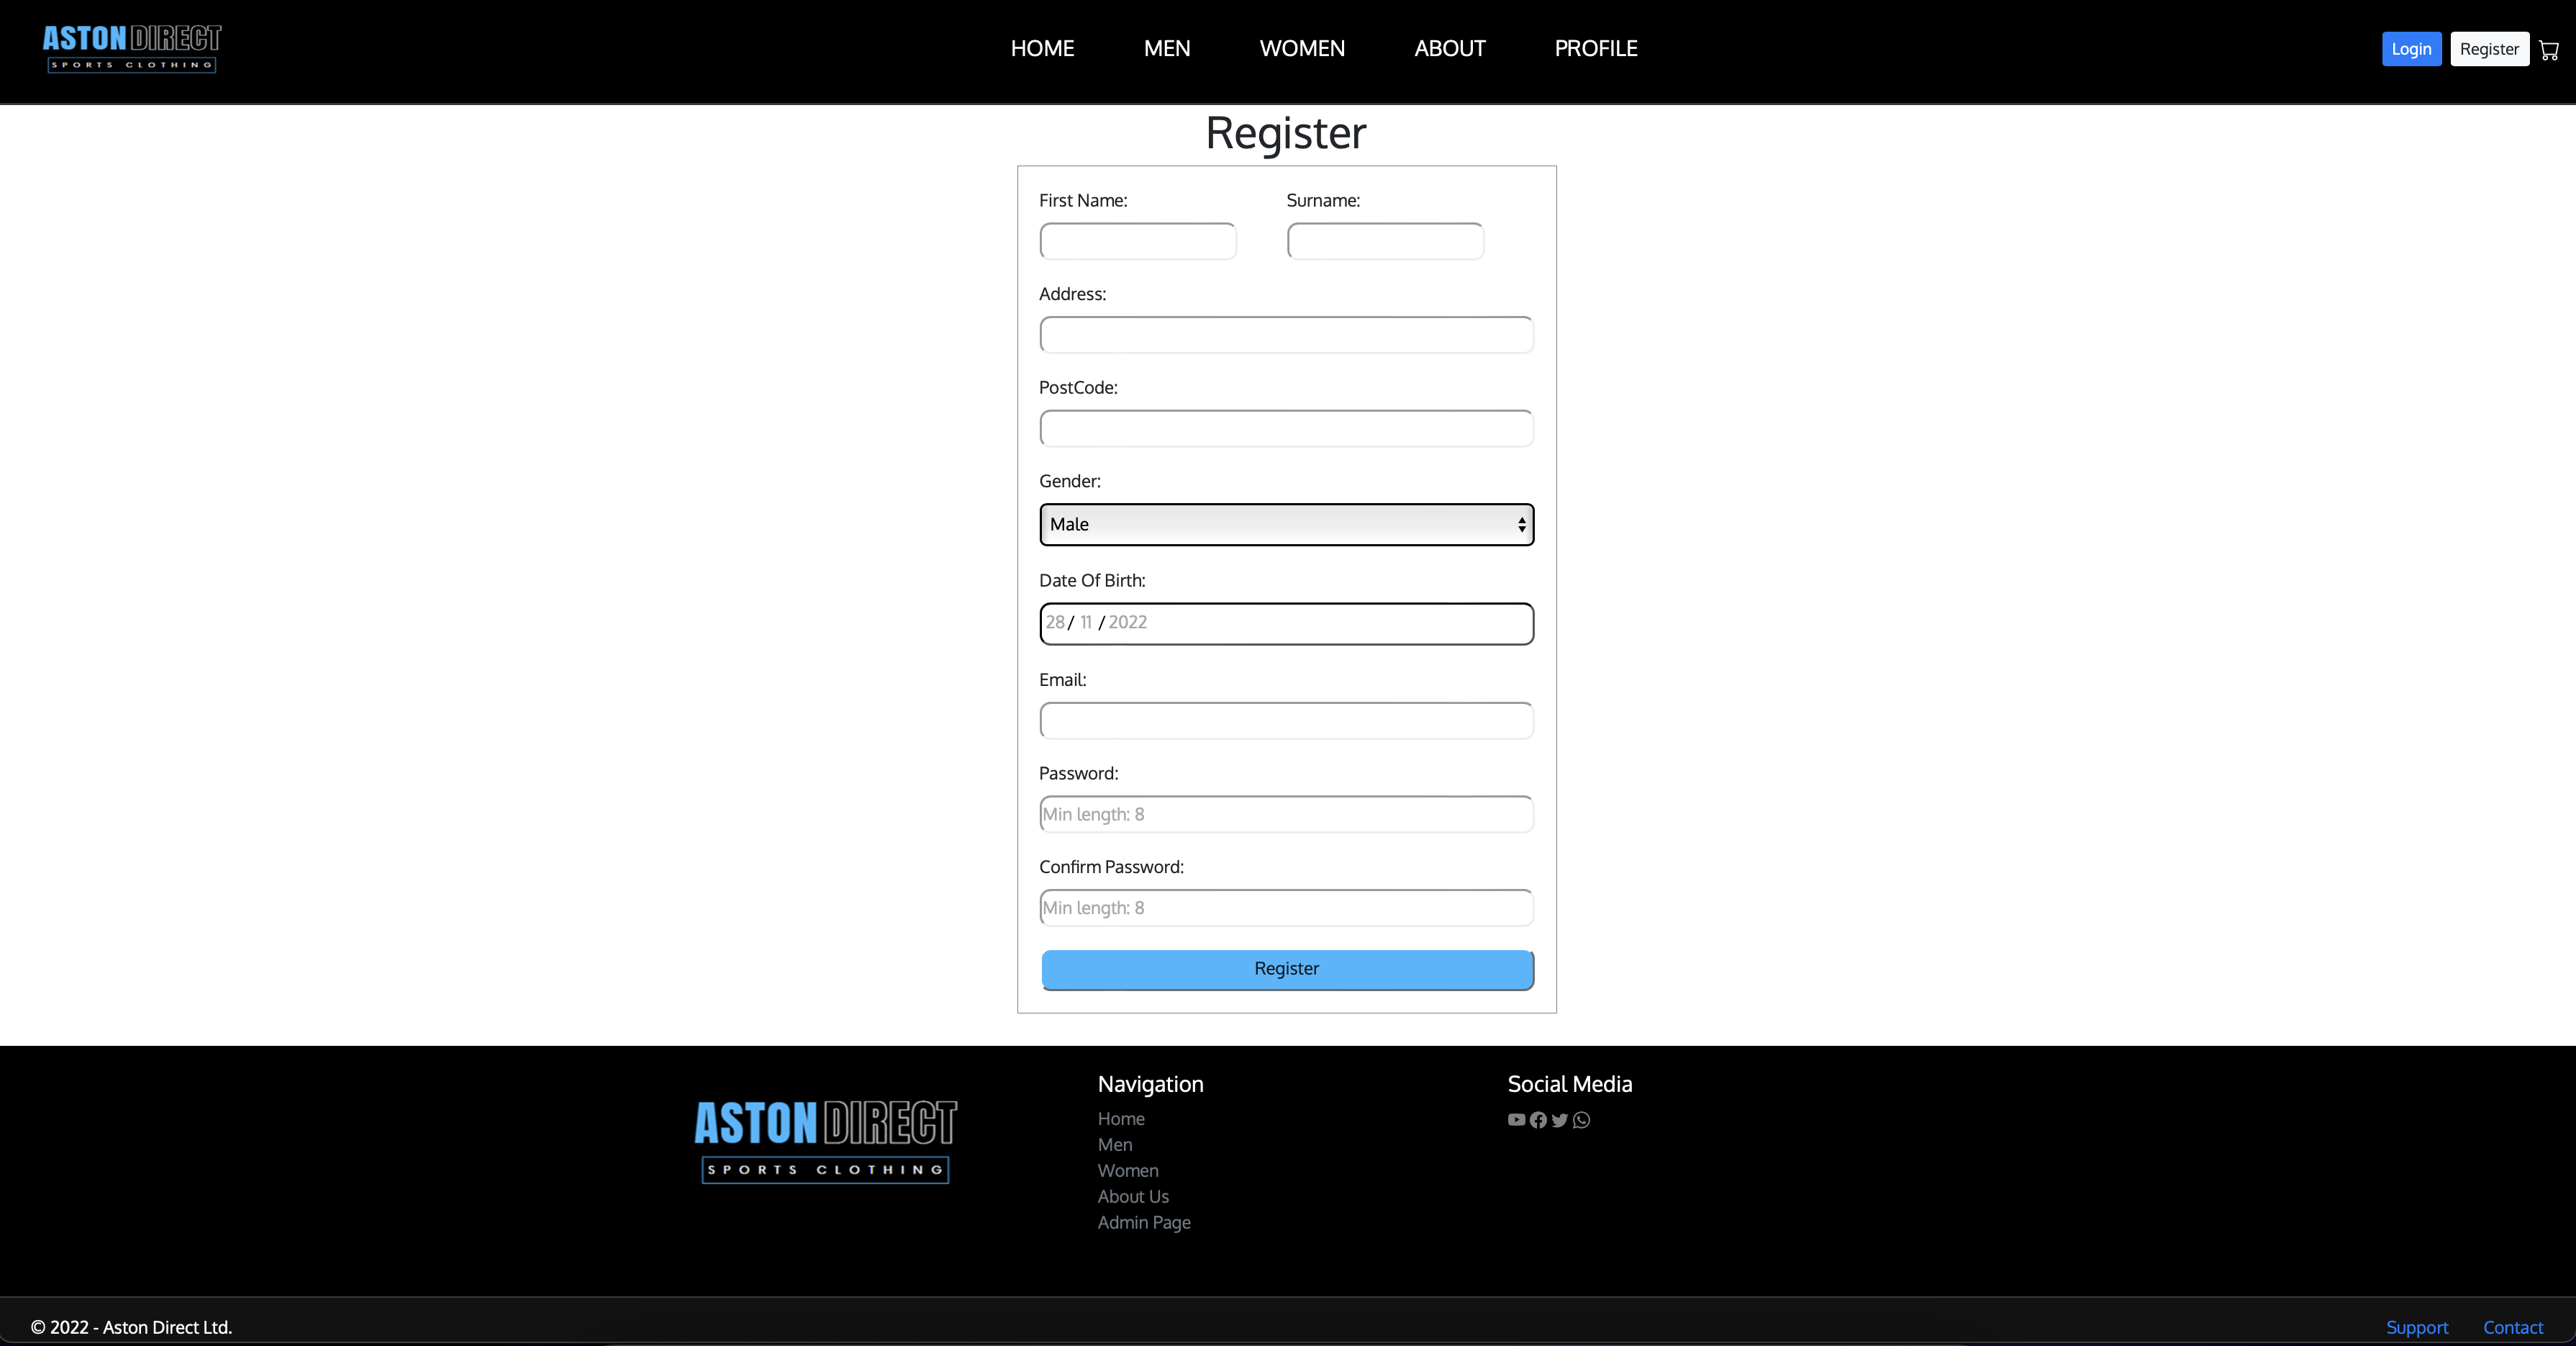 ASTON DIRECT
SPORTS CLOTHING
HOME MEN WOMEN ABOUT PROFILE
Login Register
Register
First Name: Surname:
Address:
PostCode:
Gender:
Male
Date Of Birth:
28/ 11 / 2022
Email:
Password:
Min length: 8
Confirm Password:
Min length: 8
Register
ASTON DIRECT
SPORTS CLOTHING
Navigation
Home
Men
Women
About Us
Admin Page
Social Media
© 2022 - Aston Direct Ltd.
Support Contact